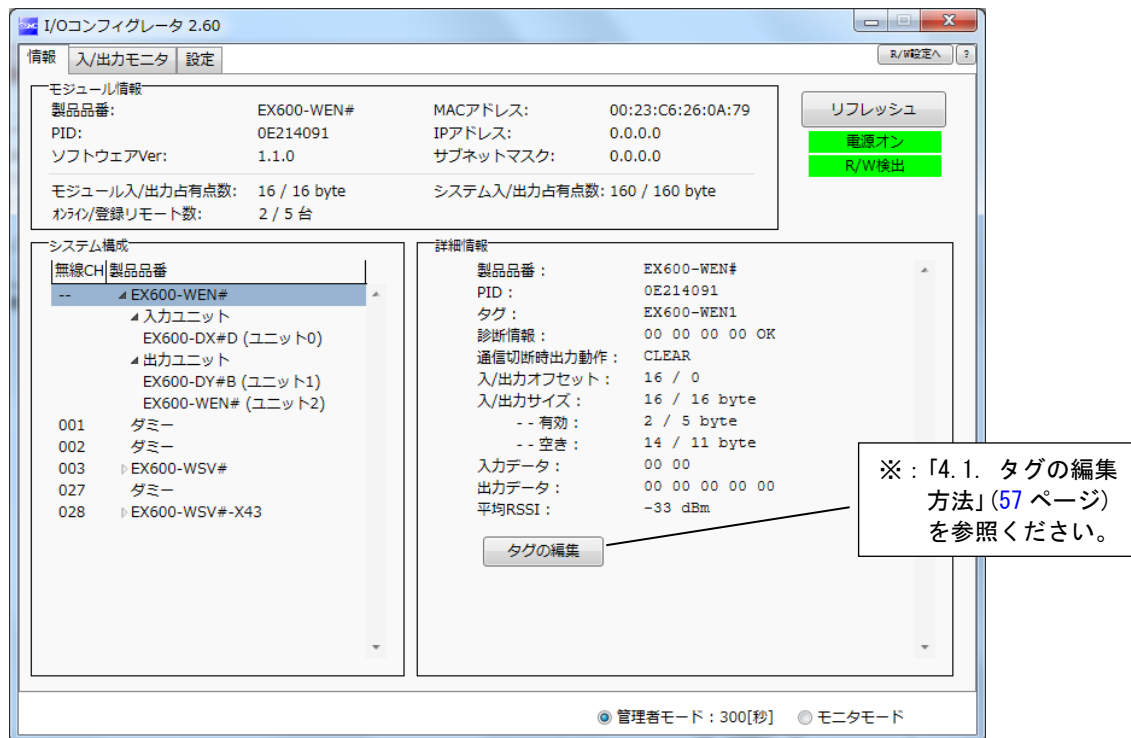 I/Oコンフィグレータ 2.60
情報 入/出力モニタ 設定 R/W設定へ ?
モジュール情報
製品品番: EX600-WEN# MACアドレス: 00:23:C6:26:0A:79 リフレッシュ
PID: 0E214091 IPアドレス: 0.0.0.0 電源オン
ソフトウェアVer: 1.1.0 サブネットマスク: 0.0.0.0 R/W検出
モジュール入/出力占有点数: 16 / 16 byte システム入/出力占有点数: 160 / 160 byte
オンライン/登録リモート数: 2 / 5 台
システム構成
無線CH 製品品番
-- EX600-WEN#
入力ユニット
EX600-DX#D (ユニット0)
出力ユニット
EX600-DY#B (ユニット1)
EX600-WEN# (ユニット2)
001 ダミー
002 ダミー
003 EX600-WSV#
027 ダミー
028 EX600-WSV#-X43
詳細情報
製品品番： EX600-WEN#
PID： 0E214091
タグ： EX600-WEN1
診断情報： 00 00 00 00 OK
通信切断時出力動作： CLEAR
入/出力オフセット： 16 / 0
入/出力サイズ： 16 / 16 byte
--有効： 2 / 5 byte
--空き： 14 / 11 byte
入力データ： 00 00
出力データ： 00 00 00 00 00
平均RSSI： -33 dBm
タグの編集
※：「4.1. タグの編集
方法」(57 ページ)
を参照ください。
管理者モード：300[秒] モニタモード